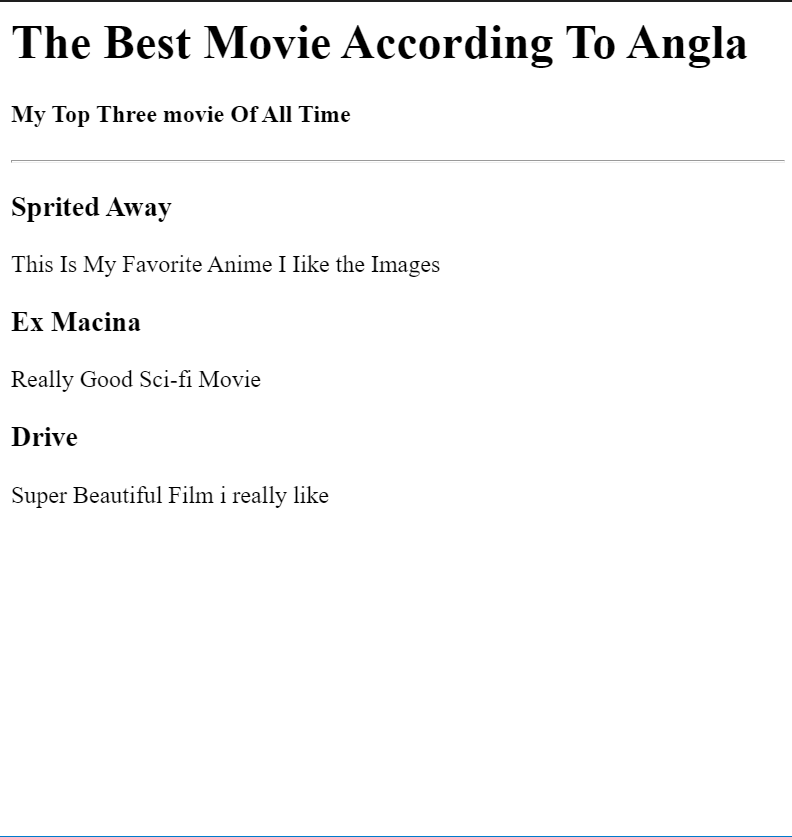 The Best Movie According To Angla
My Top Three movie Of All Time
Sprited Away
This Is My Favorite Anime I Iike the Images
Ex Macina
Really Good Sci-fi Movie
Drive
Super Beautiful Film i really like